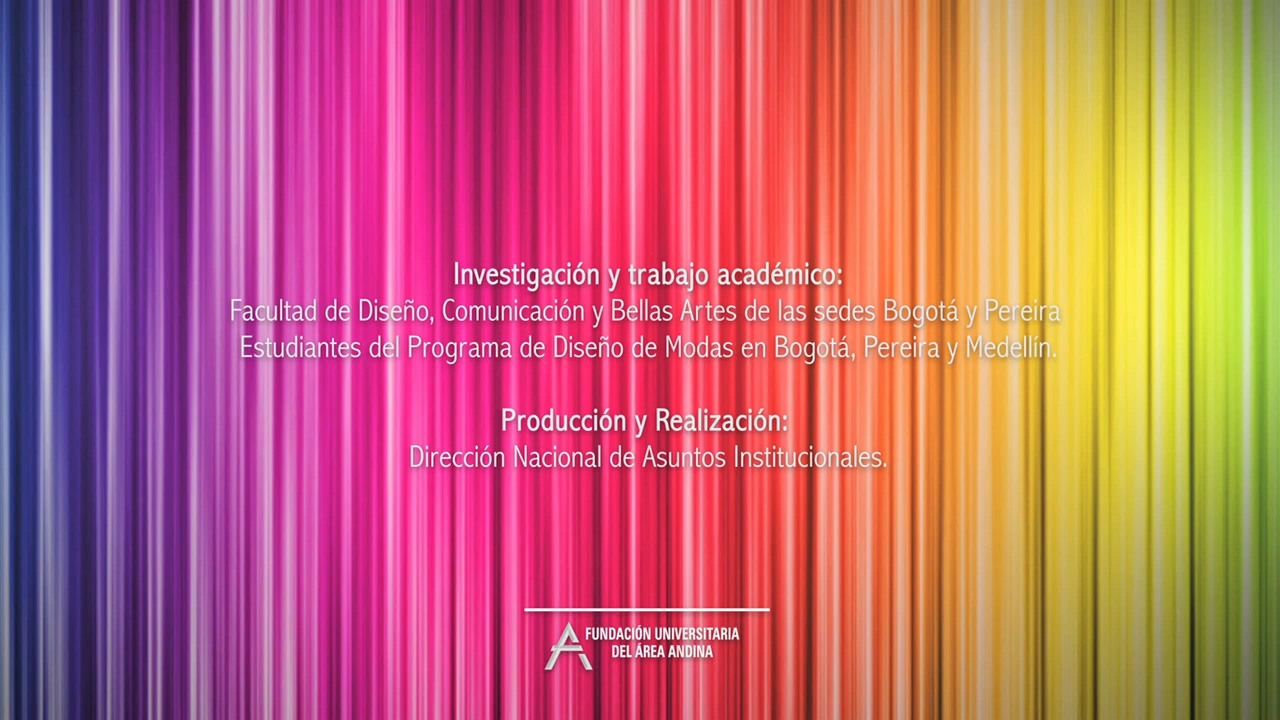 Investigación y trabajo académico:
Facultad de Diseño, Comunicación y Bellas Artes de las sedes Bogotá y Pereira
Estudiantes del Programa de Diseño de Modas en Bogotá, Pereira y Medellín.
Producción y Realización:
Dirección Nacional de Asuntos Institucionales.
FUNDACIÓN UNIVERSITARIA
DEL ÁREA ANDINA